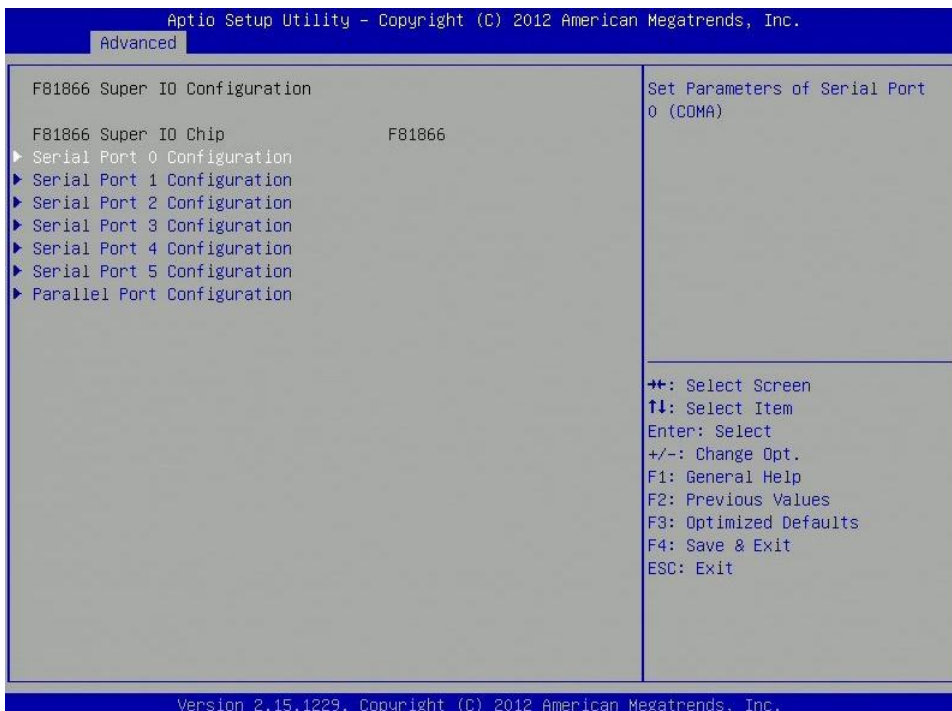 Aptio Setup Utility – Copyright (C) 2012 American Megatrends, Inc.
Advanced
F81866 Super IO Configuration
F81866 Super IO Chip F81866
▶ Serial Port 0 Configuration
▶ Serial Port 1 Configuration
▶ Serial Port 2 Configuration
▶ Serial Port 3 Configuration
▶ Serial Port 4 Configuration
▶ Serial Port 5 Configuration
▶ Parallel Port Configuration
Set Parameters of Serial Port
0 (COMA)
→←: Select Screen
↑↓: Select Item
Enter: Select
+/-: Change Opt.
F1: General Help
F2: Previous Values
F3: Optimized Defaults
F4: Save & Exit
ESC: Exit
Version 2.15.1229. Copyright (C) 2012 American Megatrends, Inc.